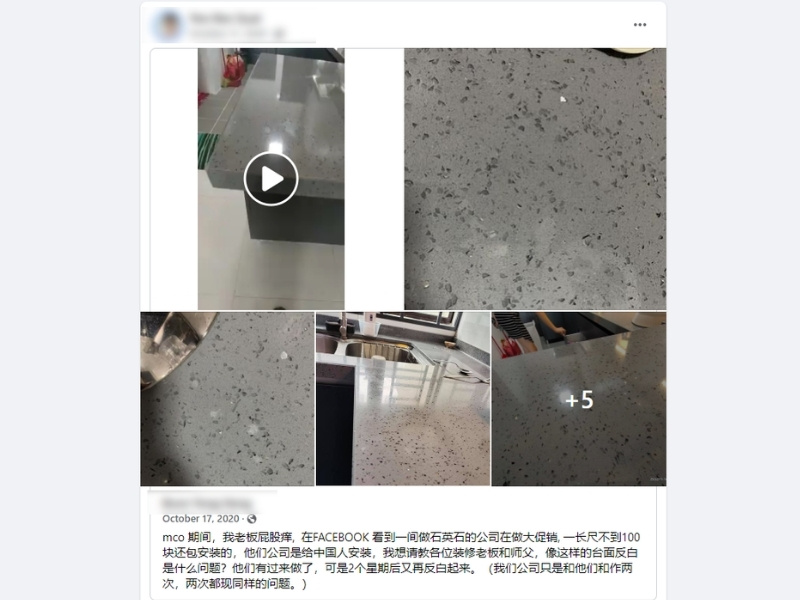 +5
October 17, 2020 ·
mco 期间，我老板屁股痒, 在FACEBOOK 看到一间做石英石的公司在做大促销, 一长尺不到100
块还包安装的，他们公司是给中国人安装，我想请教各位装修老板和师父，像这样的台面反白
是什么问题？他们有过来做了，可是2个星期后又再反白起来。 （我们公司只是和他们和作两
次，两次都现同样的问题。）